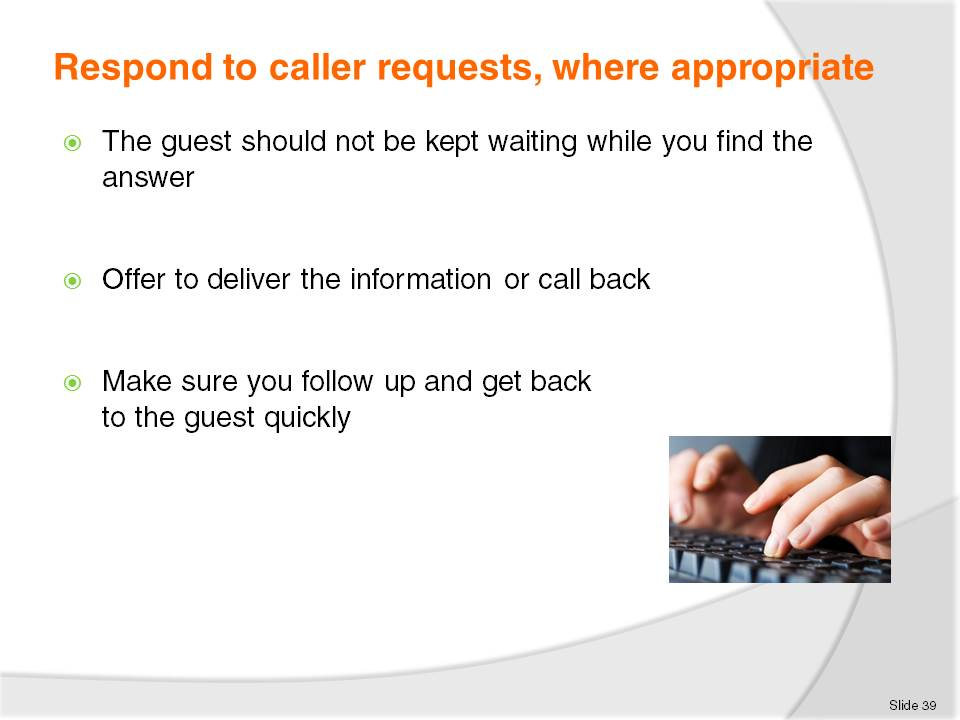 Respond to caller requests, where appropriate
The guest should not be kept waiting while you find the
answer
Offer to deliver the information or call back
Make sure you follow up and get back
to the guest quickly
Slide 39